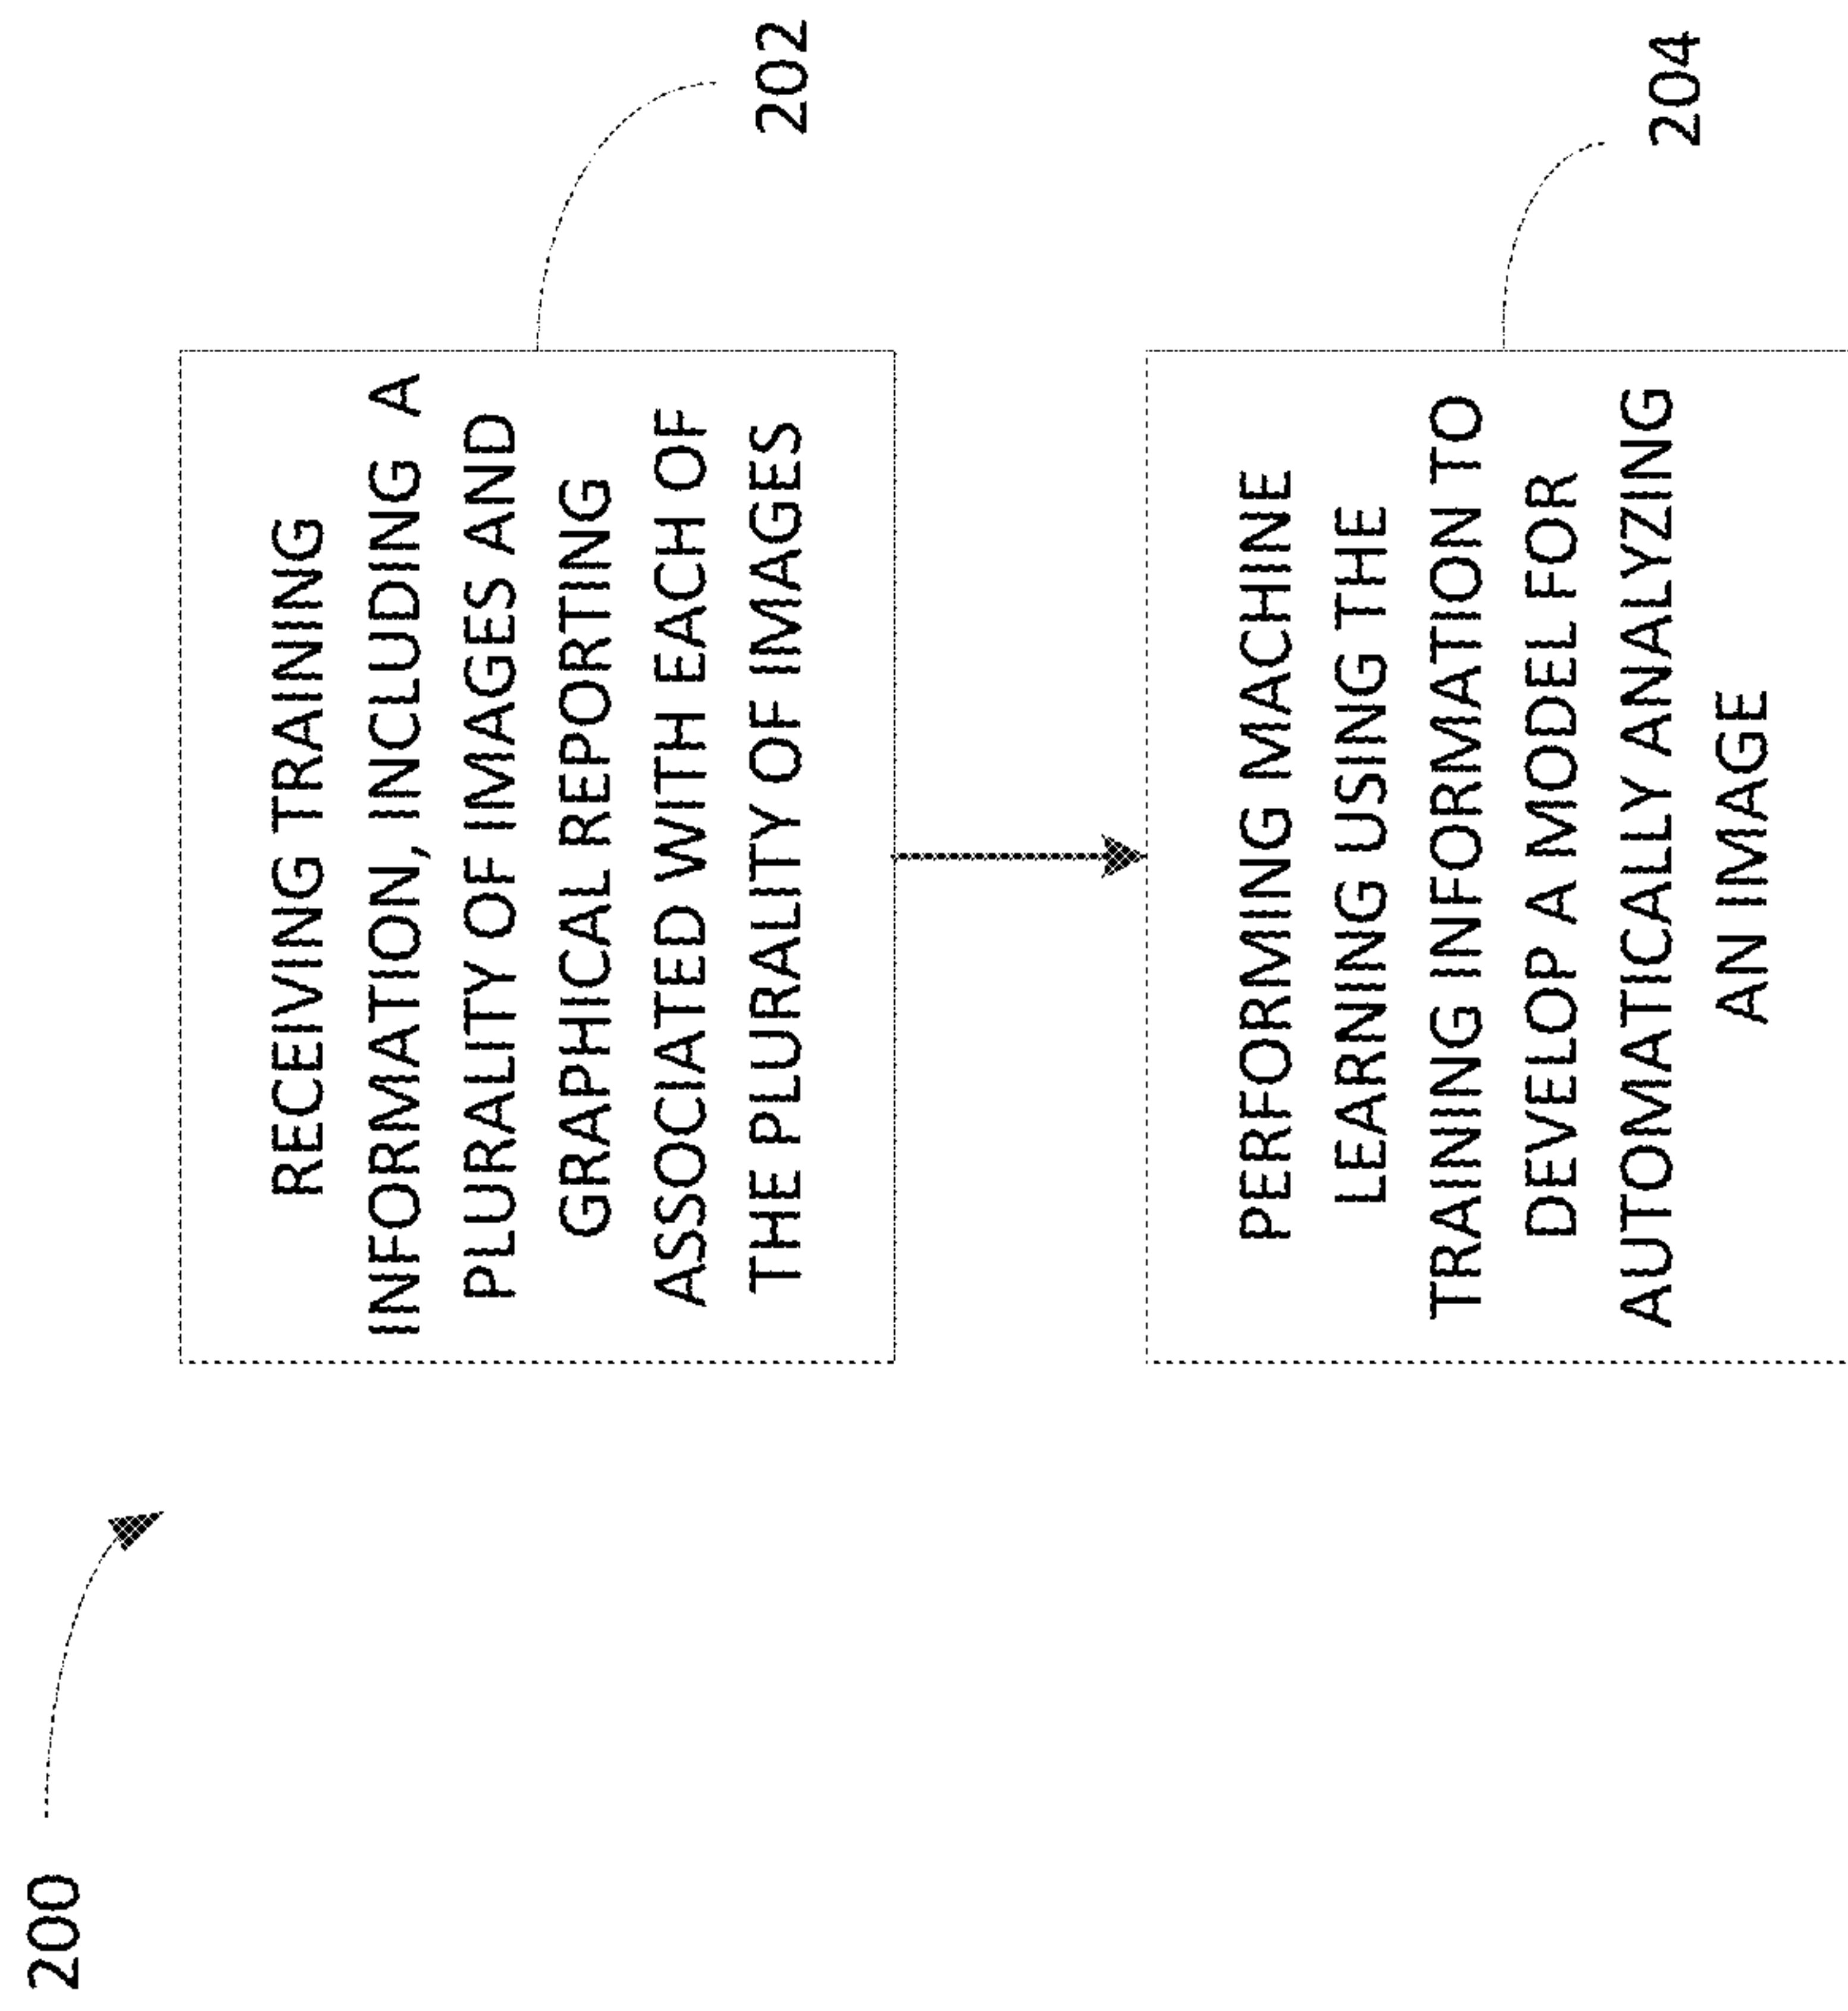 200
RECEIVING TRAINING
INFORMATION, INCLUDING A
PLURALITY OF IMAGES AND
GRAPHICAL REPORTING
ASSOCIATED WITH EACH OF
THE PLURALITY OF IMAGES
202
PERFORMING MACHINE
LEARNING USING THE
TRAINING INFORMATION TO
DEVELOP A MODEL FOR
AUTOMATICALLY ANALYZING
AN IMAGE
204